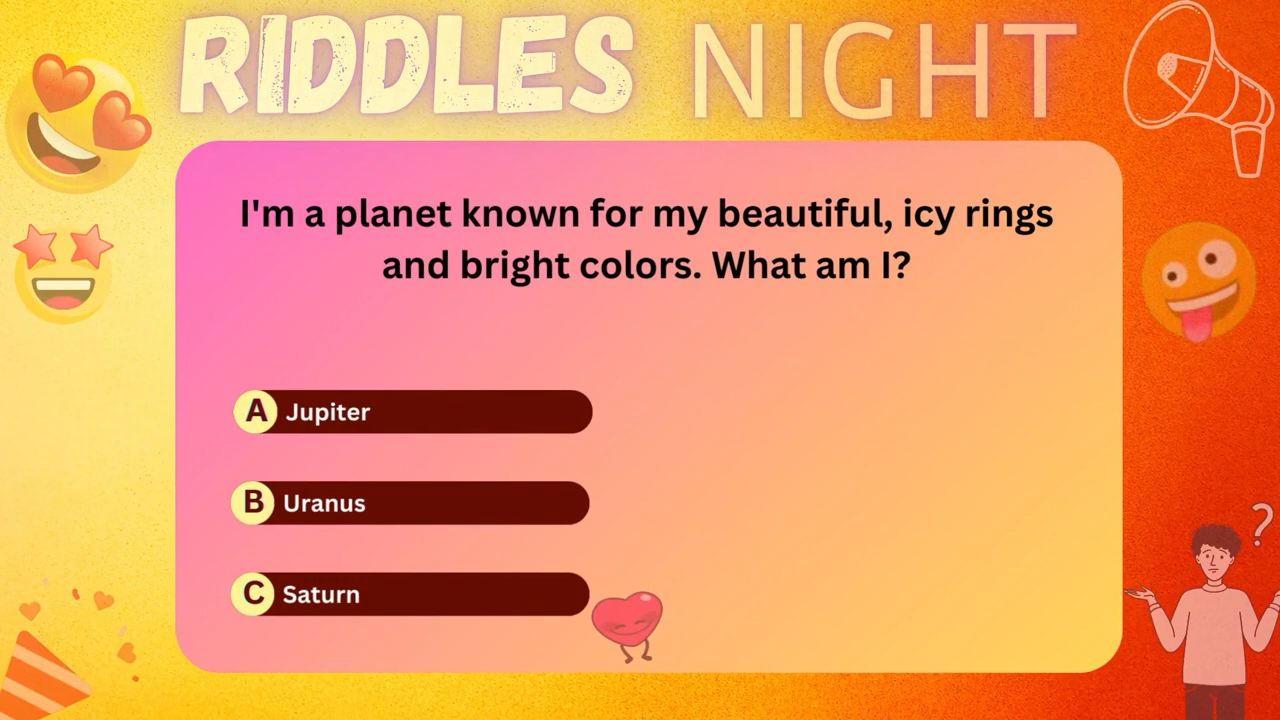 RIDDLES NIGHT
I'm a planet known for my beautiful, icy rings
and bright colors. What am I?
A Jupiter
B Uranus
C Saturn
?